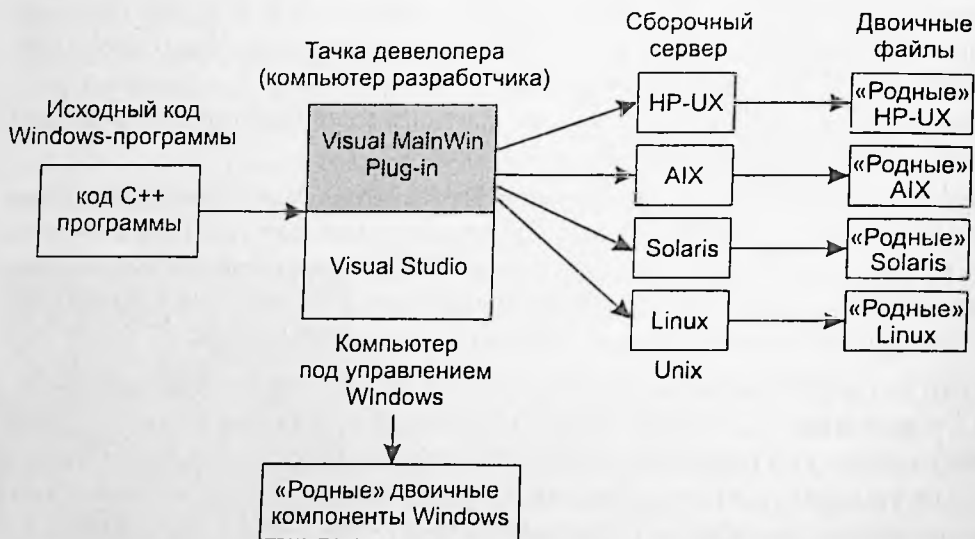 Исходный код
Windows-программы
код C++
программы
Тачка девелопера
(компьютер разработчика)
Visual MainWin
Plug-in
Visual Studio
Компьютер
под управлением
Windows
«Родные» двоичные
компоненты Windows
Сборочный
сервер
HP-UX
AIX
Solaris
Linux
Unix
Двоичные
файлы
«Родные»
HP-UX
«Родные»
AIX
«Родные»
Solaris
«Родные»
Linux